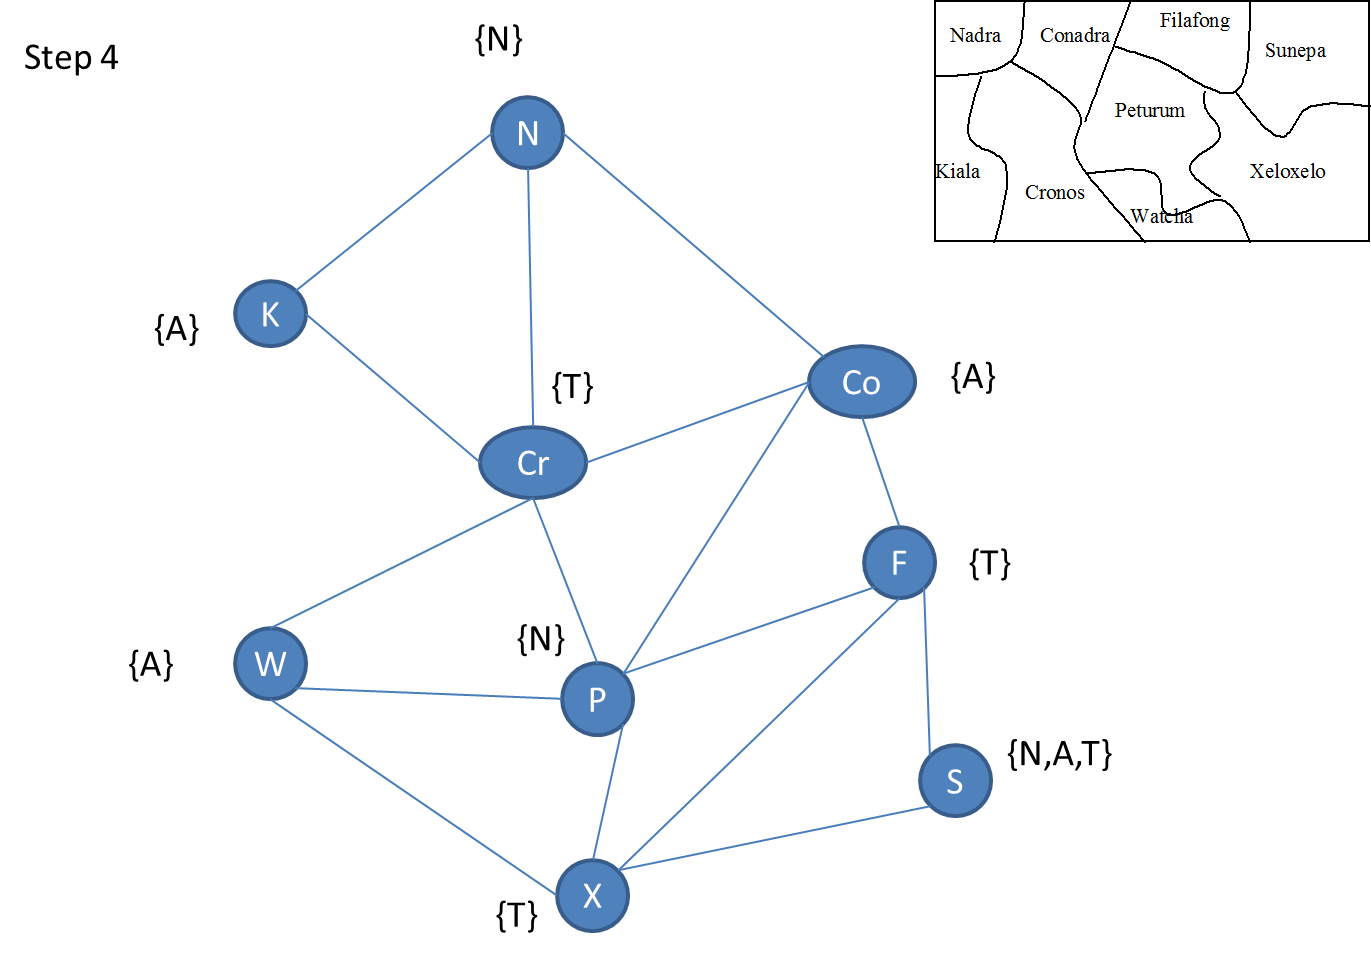 Step 4
{N}
N
K
{A}
{T}
Cr
Co
{A}
F
{T}
{N}
W
{A}
P
{N,A,T}
S
X
{T}
Nadra
Conadra
Filafong
Sunepa
Peturum
Kiala
Cronos
Xeloxelo
Watcha